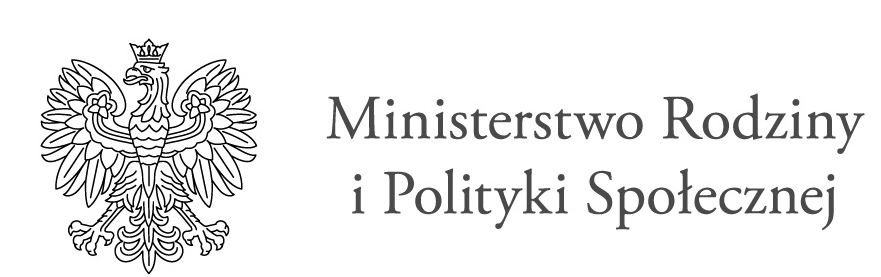 Ministerstwo Rodziny
i Polityki Społecznej